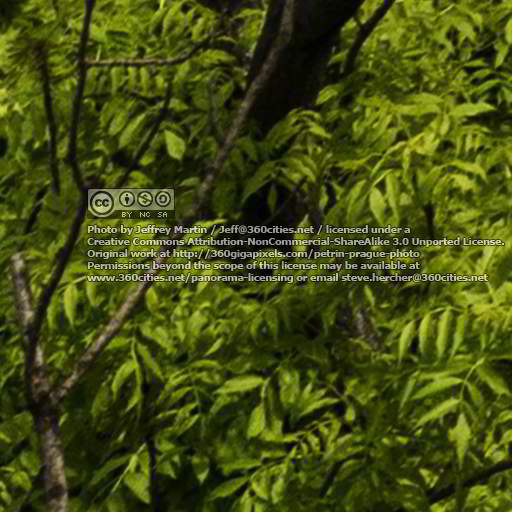 cc
BY NC SA
Photo by Jeffrey Martin / Jeff@360cities.net / licensed under a
Creative Commons Attribution-NonCommercial-ShareAlike 3.0 Unported License.
Original work at http://360gigapixels.com/petrin-prague-photo
Permissions beyond the scope of this license may be available at
www.360cities.net/panorama-licensing or email steve.hercher@360cities.net